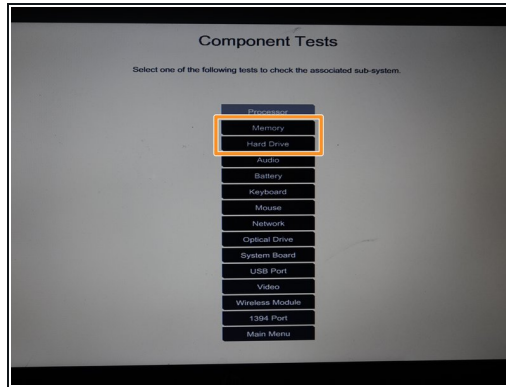 Component Tests
Select one of the following tests to check the associated sub-system.
Processor
Memory
Hard Drive
Audio
Battery
Keyboard
Mouse
Network
Optical Drive
System Board
USB Port
Video
Wireless Module
1394 Port
Main Menu